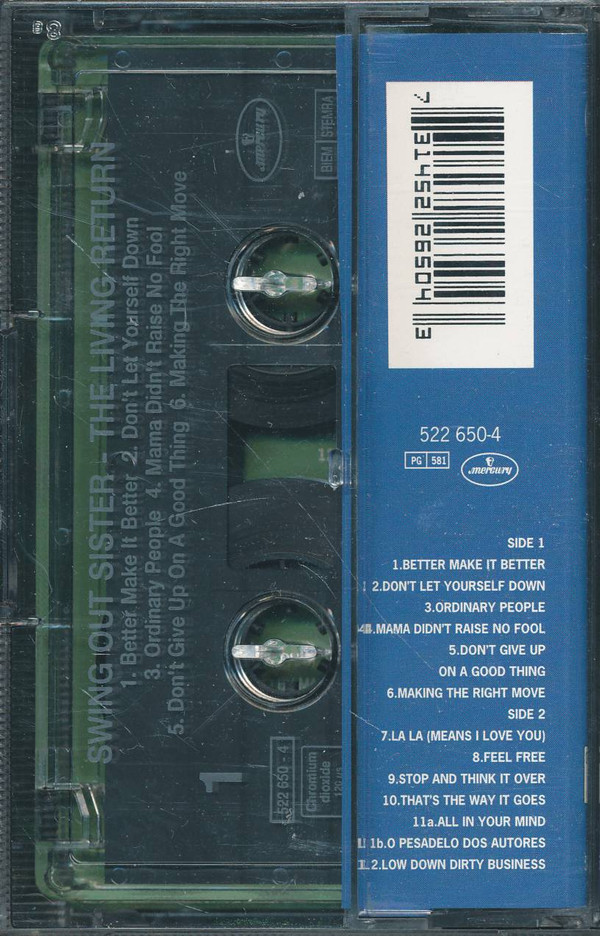 SWING OUT SISTER - THE LIVING RETURN
1. Better Make It Better 2. Don't Let Yourself Down
3. Ordinary People 4. Mama Didn't Raise No Fool
5. Don't Give Up On A Good Thing 6. Making The Right Move
mercury
BIEM STEMRA
1
522 650 - 4
Chromium
dioxide
7 31452 26504 3
522 650-4
PG 581
mercury
SIDE 1
1.BETTER MAKE IT BETTER
2.DON'T LET YOURSELF DOWN
3.ORDINARY PEOPLE
4.MAMA DIDN'T RAISE NO FOOL
5.DON'T GIVE UP
ON A GOOD THING
6.MAKING THE RIGHT MOVE
SIDE 2
7.LA LA (MEANS I LOVE YOU)
8.FEEL FREE
9.STOP AND THINK IT OVER
10.THAT'S THE WAY IT GOES
11a.ALL IN YOUR MIND
11b.O PESADELO DOS AUTORES
12.LOW DOWN DIRTY BUSINESS